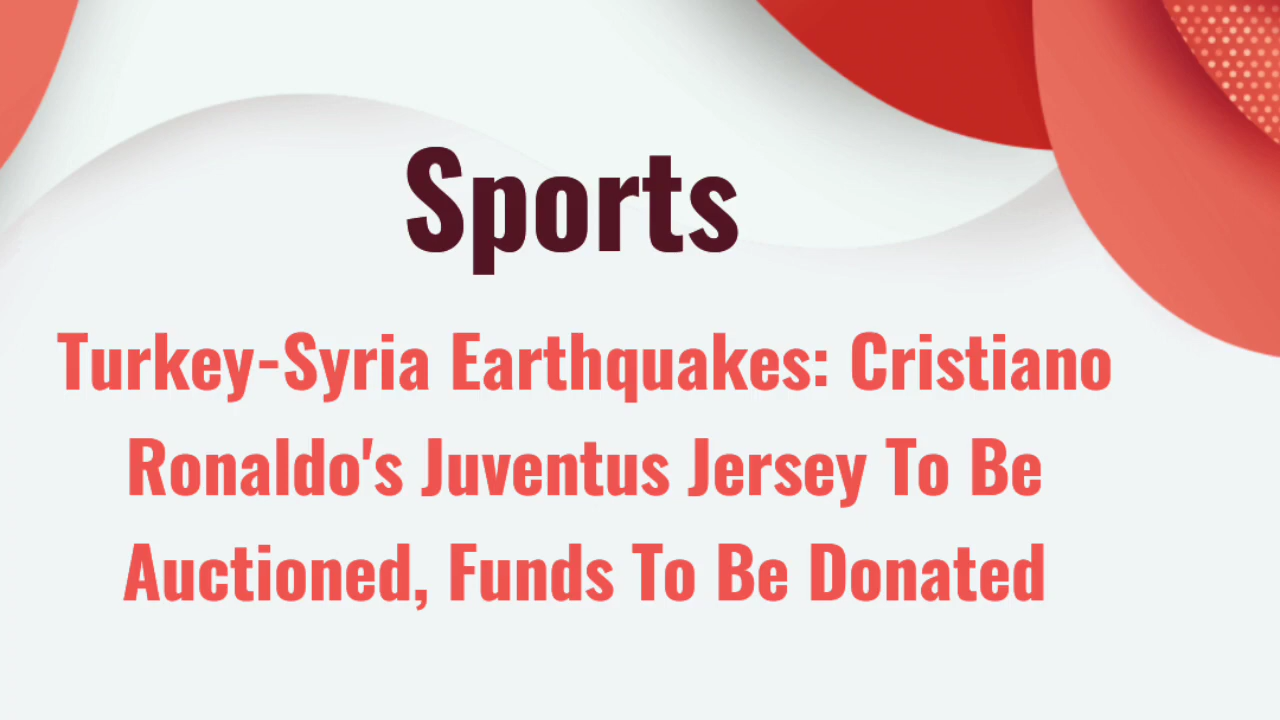 Sports
Turkey-Syria Earthquakes: Cristiano
Ronaldo's Juventus Jersey To Be
Auctioned, Funds To Be Donated